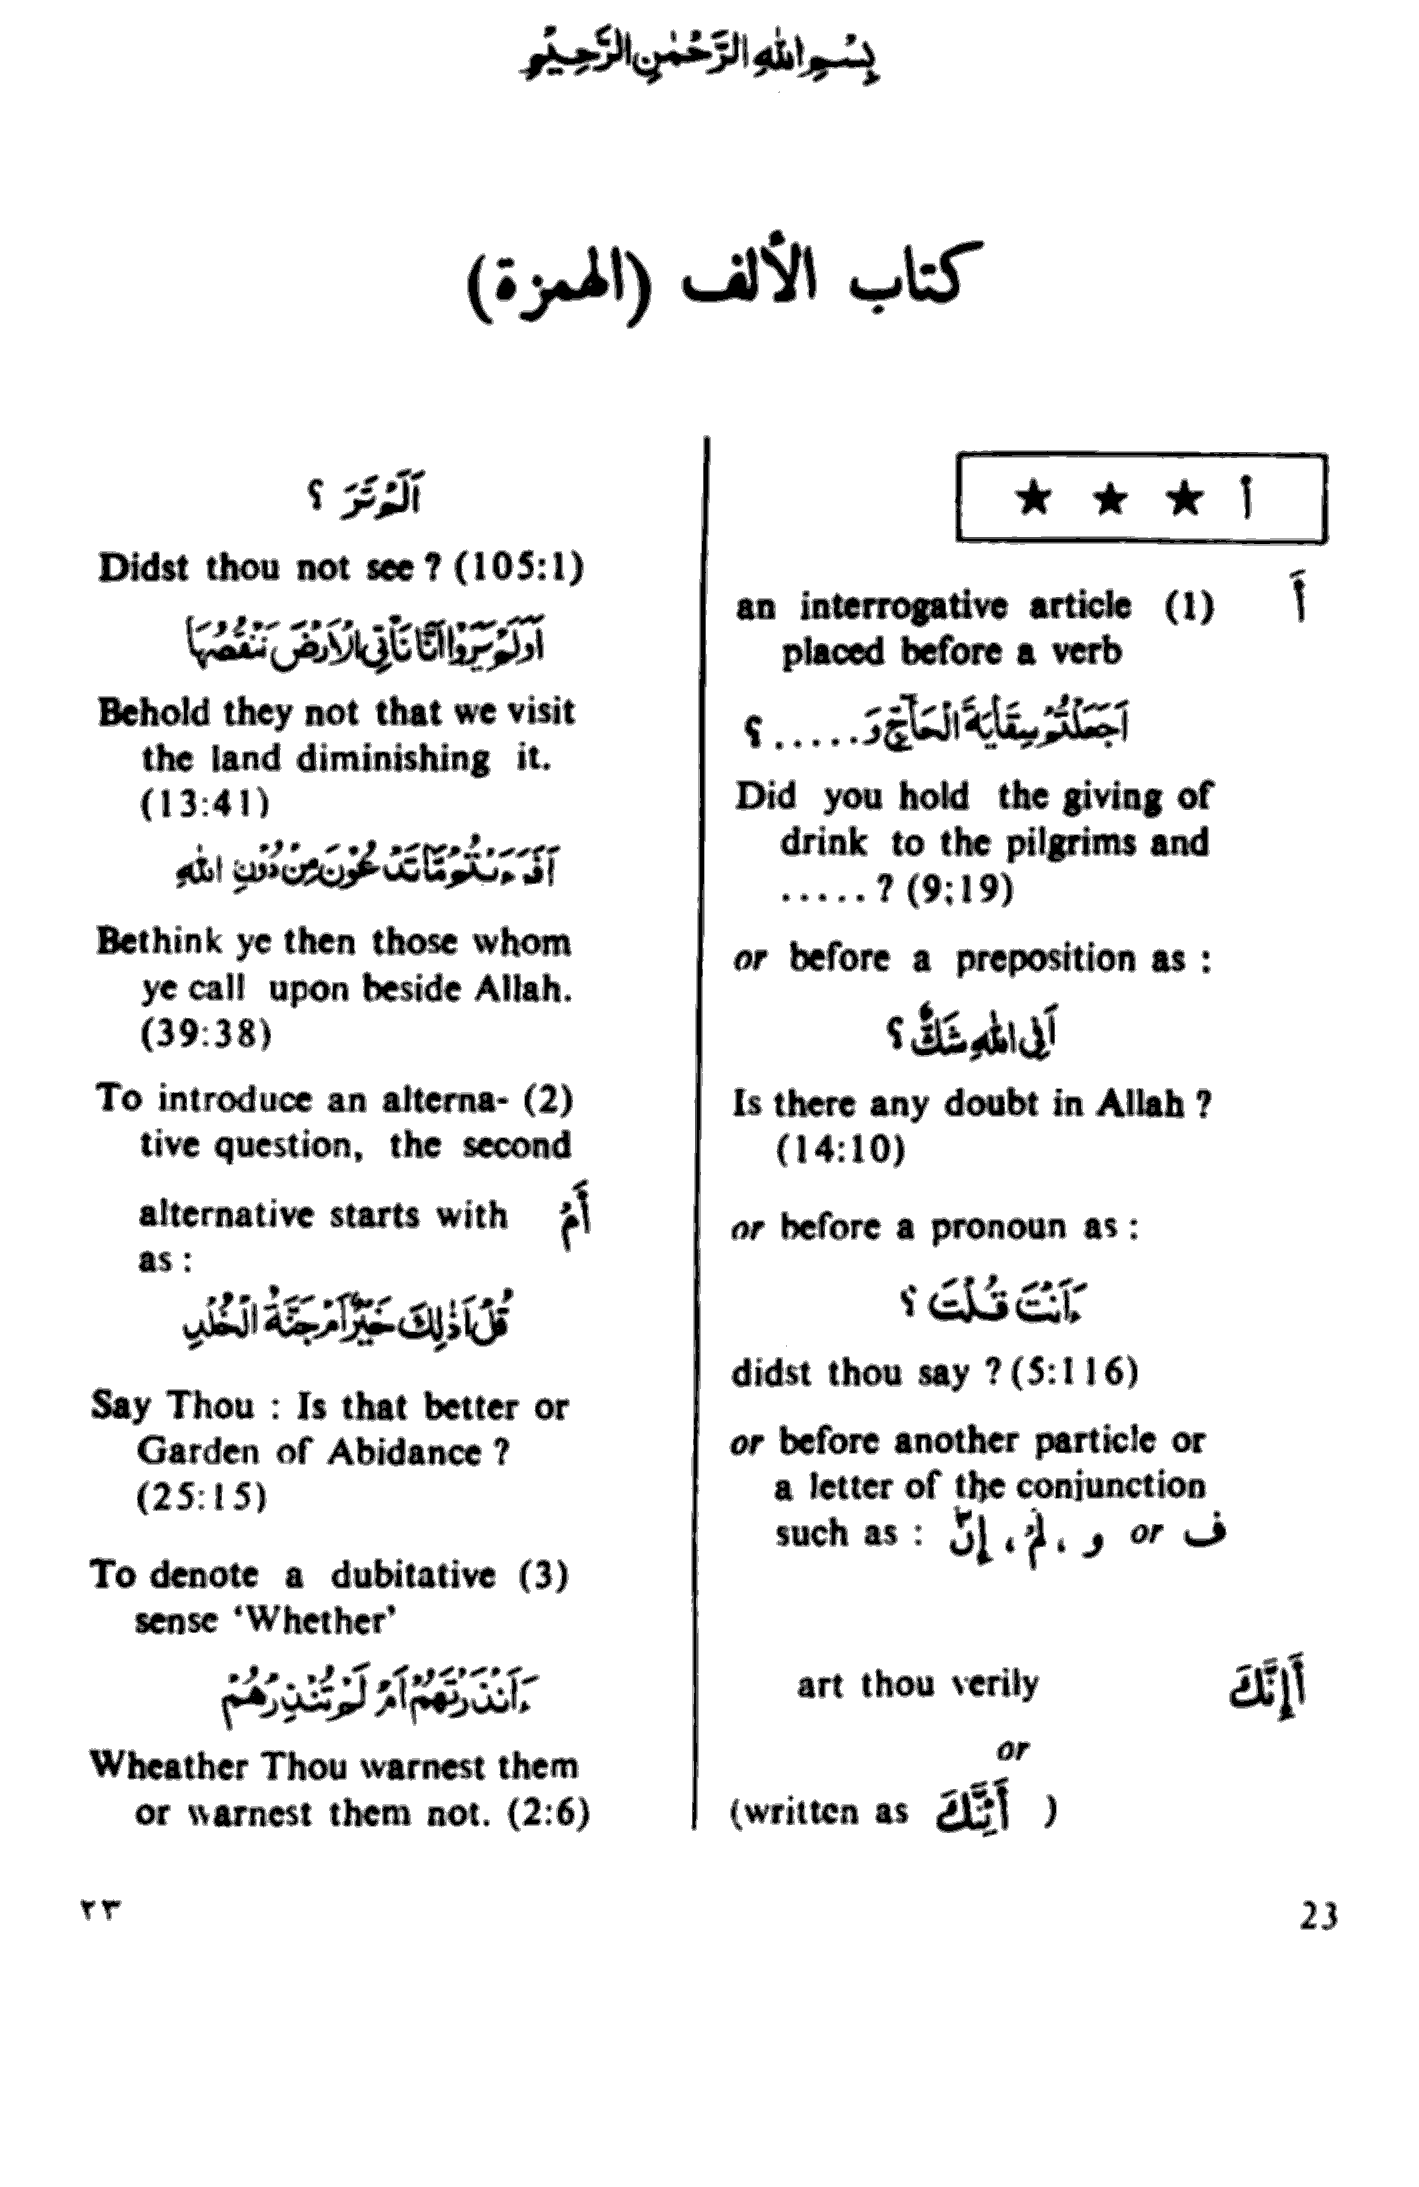 بِسْمِ اللهِ الرَّحْمٰنِ الرَّحِيْمِ
كتاب الألف (الهمزة)
أ ★ ★ ★
أَ an interrogative article (1)
placed before a verb
اَجَعَلْتُمْ سِقَايَةَ الْحَآجِّ وَ.....؟
Did you hold the giving of
drink to the pilgrims and
.....? (9:19)
or before a preposition as :
اَفِى اللهِ شَكٌّ ؟
Is there any doubt in Allah ?
(14:10)
or before a pronoun as :
ءَاَنْتَ قُلْتَ ؟
didst thou say ? (5:116)
or before another particle or
a letter of the conjunction
such as : ف or و ، لَمْ ، إِنَّ
art thou verily أَإِنَّكَ
or
(written as أَئِنَّكَ )
اَلَمْ تَرَ ؟
Didst thou not see ? (105:1)
اَوَلَمْ يَرَوْا اَنَّا نَأْتِى الْاَرْضَ نَنْقُصُهَا
Behold they not that we visit
the land diminishing it.
(13:41)
اَفَرَءَيْتُمْ مَّا تَدْعُوْنَ مِنْ دُوْنِ اللهِ
Bethink ye then those whom
ye call upon beside Allah.
(39:38)
To introduce an alterna- (2)
tive question, the second
alternative starts with أَمْ
as :
قُلْ اَذٰلِكَ خَيْرٌ اَمْ جَنَّةُ الْخُلْدِ
Say Thou : Is that better or
Garden of Abidance ?
(25:15)
To denote a dubitative (3)
sense ‘Whether’
ءَاَنْذَرْتَهُمْ اَمْ لَمْ تُنْذِرْهُمْ
Wheather Thou warnest them
or warnest them not. (2:6)
٢٣
23